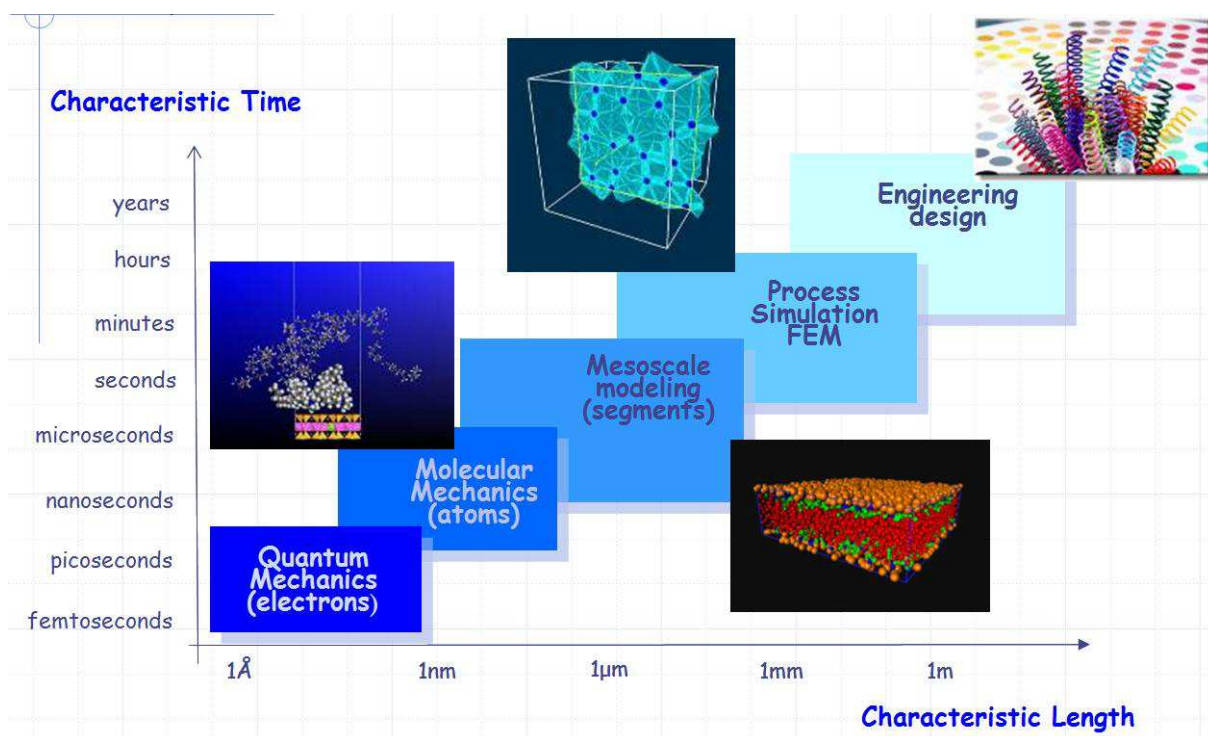 Characteristic Time
years
hours
minutes
seconds
microseconds
nanoseconds
picoseconds
femtoseconds
Engineering
design
Process
Simulation
FEM
Mesoscale
modeling
(segments)
Molecular
Mechanics
(atoms)
Quantum
Mechanics
(electrons)
1Å
1nm
1μm
1mm
1m
Characteristic Length